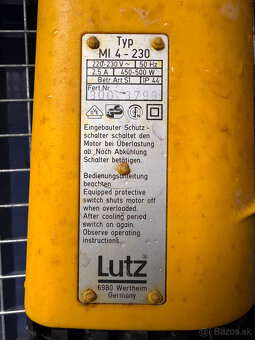 Typ
MI 4 - 230
220-230 V ~ 50 Hz
2,5 A 450-500 W
Betr. Art S1 IP 44
Fert.Nr.
Eingebauter Schutz-
schalter schaltet den
Motor bei Überlastung
ab. Nach Abkühlung
Schalter betätigen.
Bedienungsanleitung
beachten.
Equipped protective
switch shuts motor off
when overloaded.
After cooling period
switch on again.
Observe operating
instructions.
Lutz®
6980 Wertheim
Germany
bazos.sk